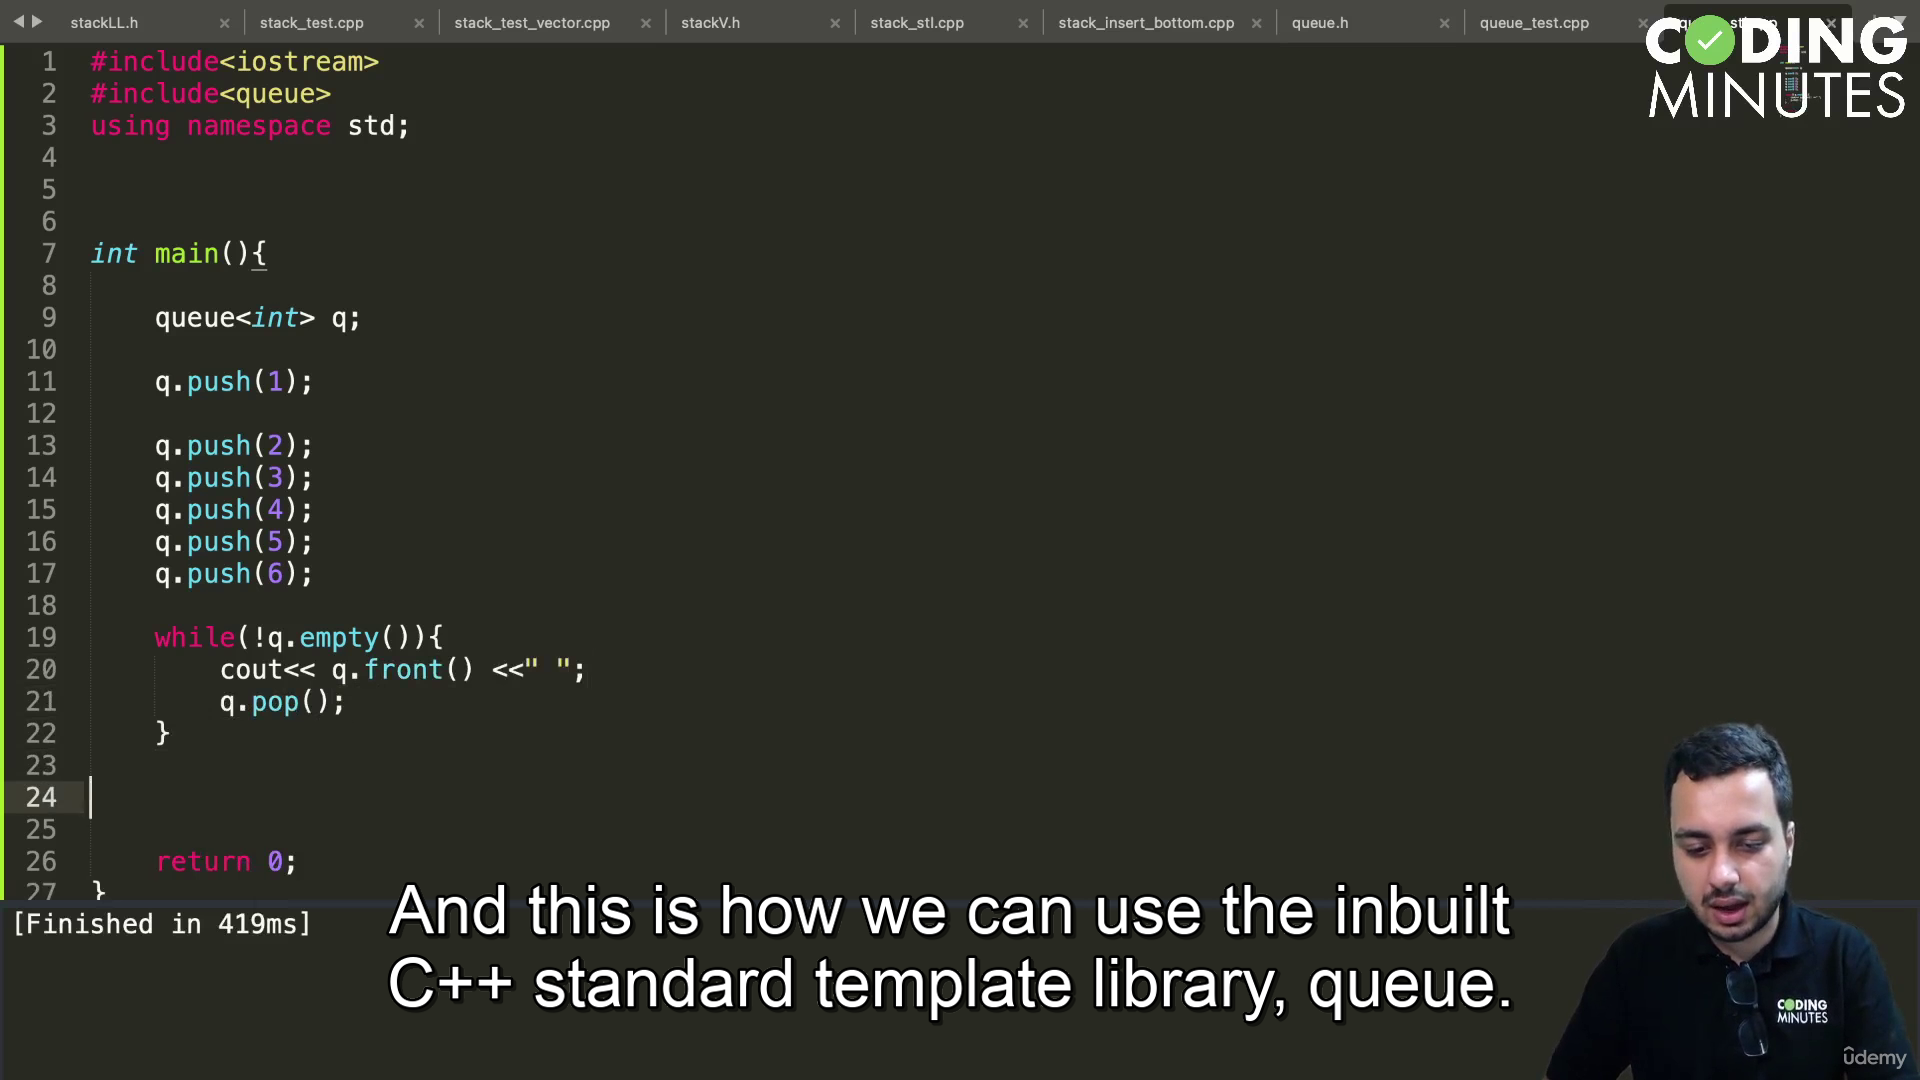 stackLL.h
stack_test.cpp
stack_test_vector.cpp
stackV.h
stack_stl.cpp
stack_insert_bottom.cpp
queue.h
queue_test.cpp
CODING
MINUTES
1 #include<iostream>
2 #include<queue>
3 using namespace std;
4
5
6
7 int main(){
8
9 queue<int> q;
10
11 q.push(1);
12
13 q.push(2);
14 q.push(3);
15 q.push(4);
16 q.push(5);
17 q.push(6);
18
19 while(!q.empty()){
20 cout<< q.front() <<" ";
21 q.pop();
22 }
23
24
25
26 return 0;
27 }
[Finished in 419ms]
And this is how we can use the inbuilt
C++ standard template library, queue.
CODING
MINUTES
udemy